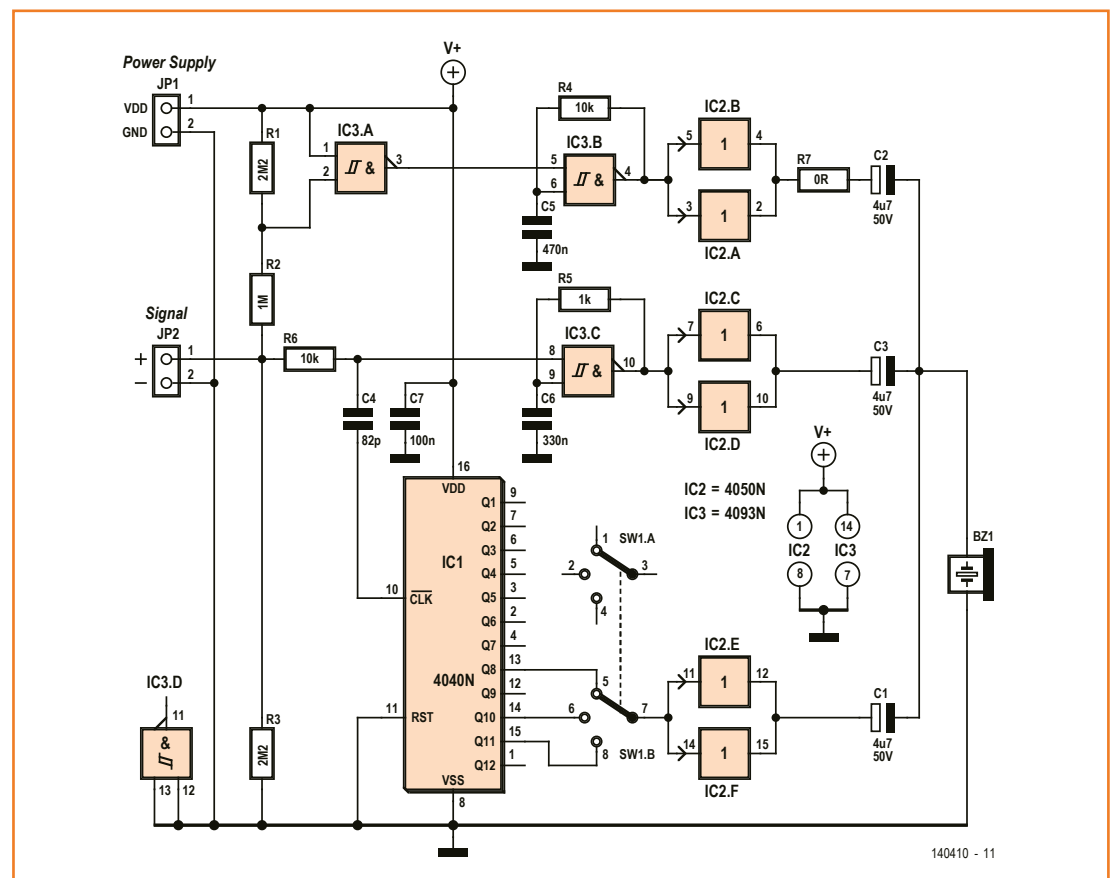 V+
Power Supply
JP1
VDD
GND
1
2
R1
2M2
IC3.A
1
2
3
&
R4
10k
IC3.B
5
6
4
&
C5
470n
IC2.B
5
1
4
IC2.A
3
1
2
R7
0R
C2
4u7
50V
R2
1M
Signal
JP2
+
–
1
2
R6
10k
C4
82p
C7
100n
R5
1k
IC3.C
8
9
10
&
C6
330n
IC2.C
7
1
6
IC2.D
9
1
10
C3
4u7
50V
IC2 = 4050N
IC3 = 4093N
V+
1
14
IC2
IC3
8
7
BZ1
16
VDD
IC1
4040N
10
CLK
11
RST
VSS
8
Q1
9
Q2
7
Q3
6
Q4
5
Q5
3
Q6
2
Q7
4
Q8
13
Q9
12
Q10
14
Q11
15
Q12
1
1
SW1.A
2
3
4
5
6
7
8
SW1.B
IC2.E
11
1
12
IC2.F
14
1
15
C1
4u7
50V
IC3.D
11
&
13
12
R3
2M2
140410 - 11